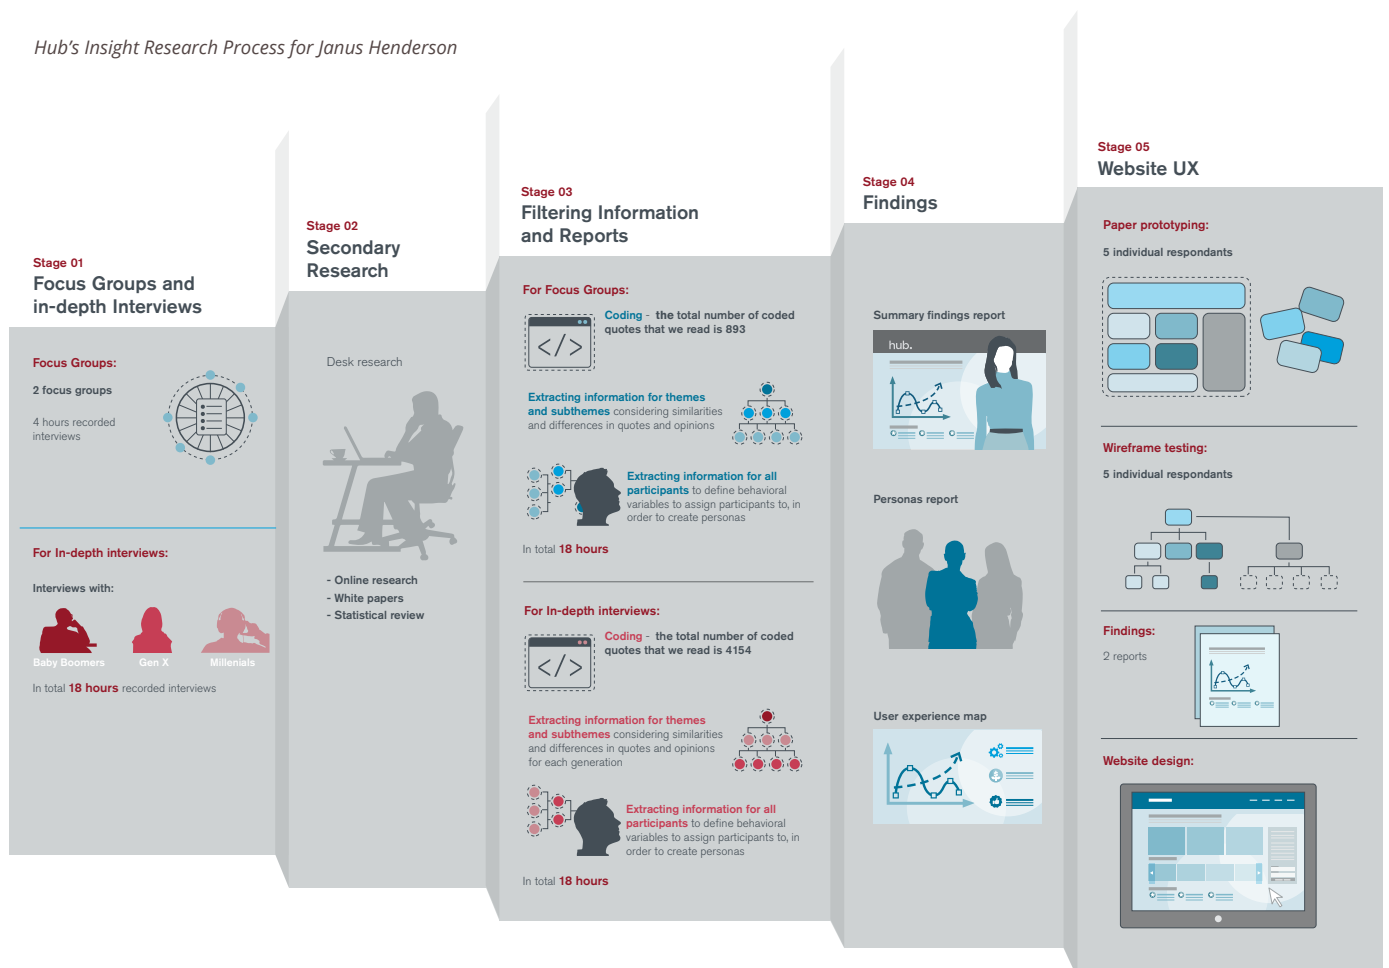 Hub's Insight Research Process for Janus Henderson
Stage 01
Focus Groups and
in-depth Interviews
Focus Groups:
2 focus groups
4 hours recorded
interviews
For In-depth interviews:
Interviews with:
Baby Boomers
Gen X
Millenials
In total 18 hours recorded interviews
Stage 02
Secondary
Research
Desk research
- Online research
- White papers
- Statistical review
Stage 03
Filtering Information
and Reports
For Focus Groups:
Coding - the total number of coded
quotes that we read is 893
</>
Extracting information for themes
and subthemes considering similarities
and differences in quotes and opinions
Extracting information for all
participants to define behavioral
variables to assign participants to, in
order to create personas
In total 18 hours
For In-depth interviews:
Coding - the total number of coded
quotes that we read is 4154
</>
Extracting information for themes
and subthemes considering similarities
and differences in quotes and opinions
for each generation
Extracting information for all
participants to define behavioral
variables to assign participants to, in
order to create personas
In total 18 hours
Stage 04
Findings
Summary findings report
hub.
Personas report
User experience map
Stage 05
Website UX
Paper prototyping:
5 individual respondants
Wireframe testing:
5 individual respondants
Findings:
2 reports
Website design: